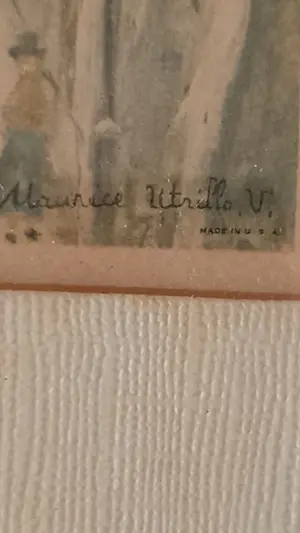 Maurice Utrillo, V,
MADE IN U. S. A.